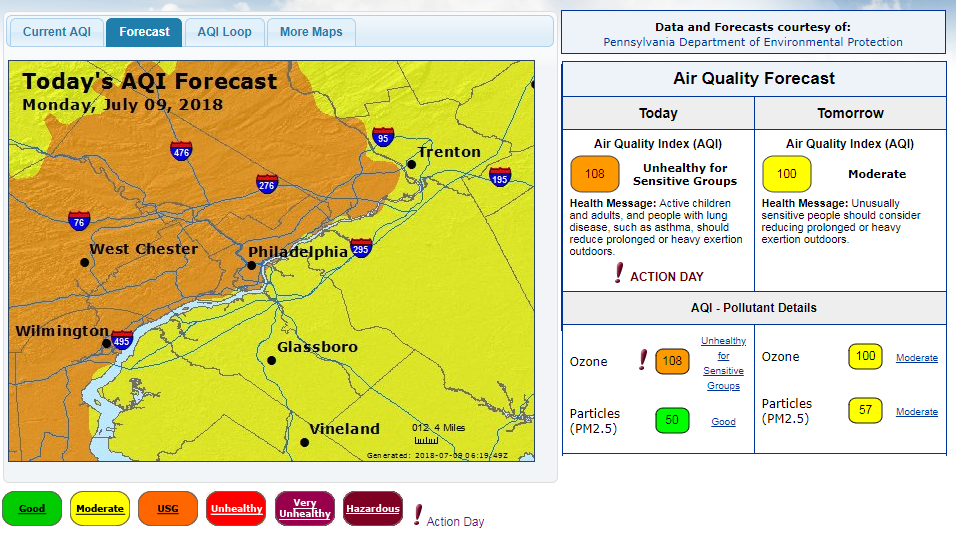 Current AQI
Forecast
AQI Loop
More Maps
Today's AQI Forecast
Monday, July 09, 2018
476
95
Trenton
276
195
76
West Chester
Philadelphia
295
Wilmington
495
Glassboro
Vineland
012 4 Miles
Generated: 2018-07-09 06:19:49Z
Good
Moderate
USG
Unhealthy
Very
Unhealthy
Hazardous
Action Day
Data and Forecasts courtesy of:
Pennsylvania Department of Environmental Protection
Air Quality Forecast
Today
Air Quality Index (AQI)
108
Unhealthy for
Sensitive Groups
Health Message: Active children
and adults, and people with lung
disease, such as asthma, should
reduce prolonged or heavy exertion
outdoors.
ACTION DAY
Tomorrow
Air Quality Index (AQI)
100
Moderate
Health Message: Unusually
sensitive people should consider
reducing prolonged or heavy
exertion outdoors.
AQI - Pollutant Details
Ozone
108
Unhealthy
for
Sensitive
Groups
Particles
(PM2.5)
50
Good
Ozone
100
Moderate
Particles
(PM2.5)
57
Moderate